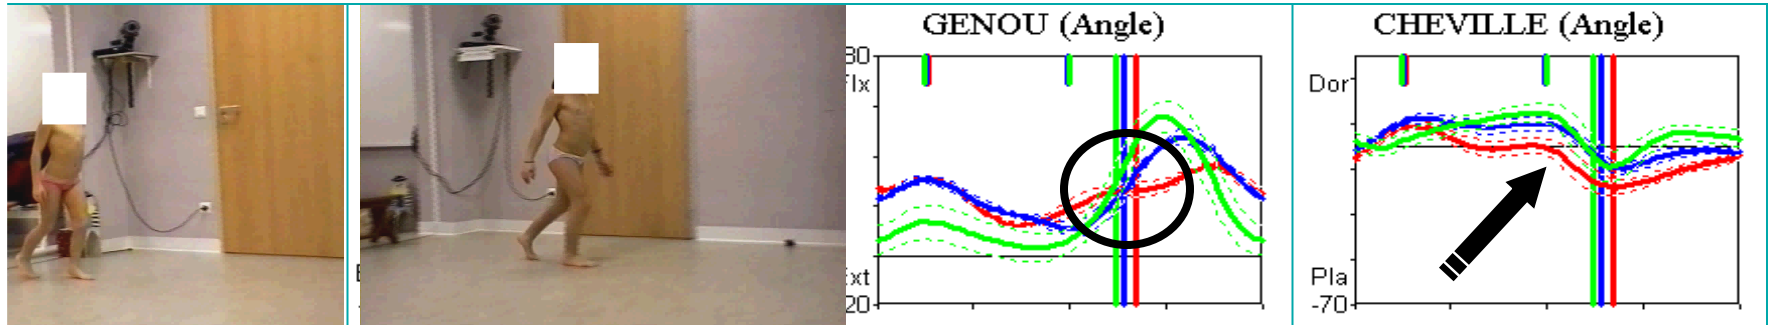 GENOU (Angle)
80
Flx
Ext
-20
CHEVILLE (Angle)
Dor
Pla
-70